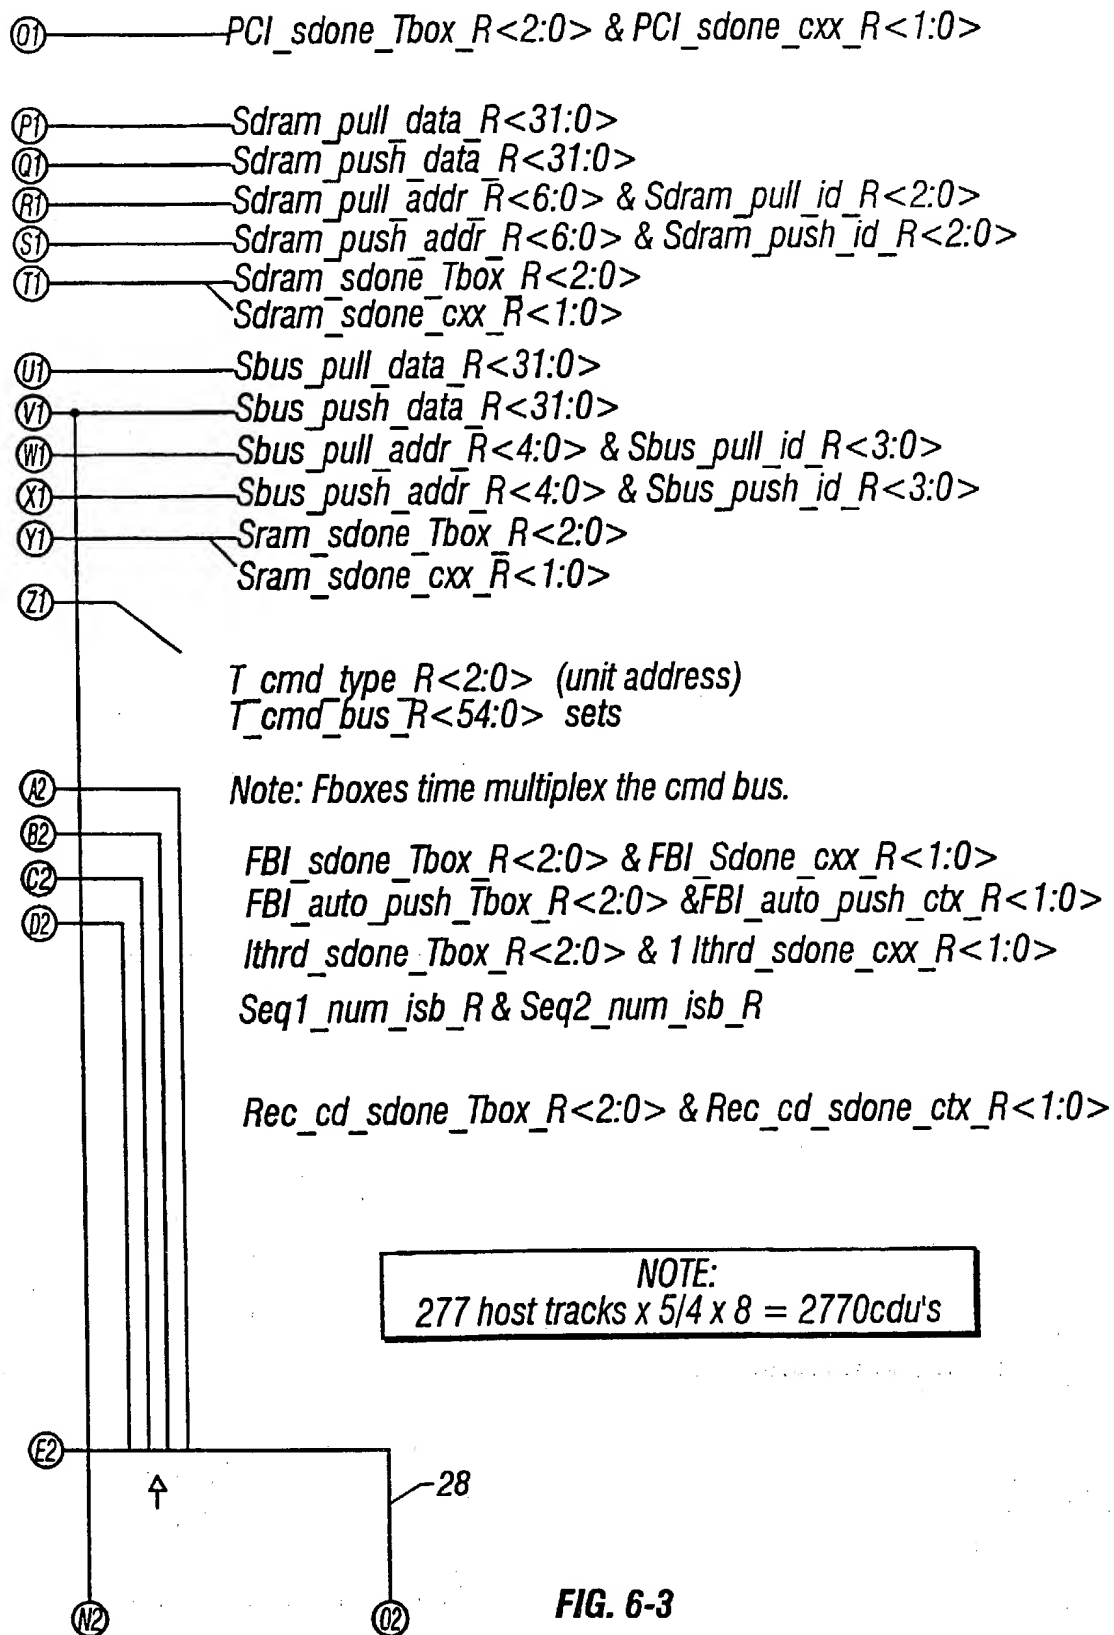 O1 PCI_sdone_Tbox_R<2:0> & PCI_sdone_cxx_R<1:0>
P1 Sdram_pull_data_R<31:0>
Q1 Sdram_push_data_R<31:0>
R1 Sdram_pull_addr_R<6:0> & Sdram_pull_id_R<2:0>
S1 Sdram_push_addr_R<6:0> & Sdram_push_id_R<2:0>
T1 Sdram_sdone_Tbox_R<2:0>
Sdram_sdone_cxx_R<1:0>
U1 Sbus_pull_data_R<31:0>
V1 Sbus_push_data_R<31:0>
W1 Sbus_pull_addr_R<4:0> & Sbus_pull_id_R<3:0>
X1 Sbus_push_addr_R<4:0> & Sbus_push_id_R<3:0>
Y1 Sram_sdone_Tbox_R<2:0>
Sram_sdone_cxx_R<1:0>
Z1
T_cmd_type_R<2:0> (unit address)
T_cmd_bus_R<54:0> sets
A2 Note: Fboxes time multiplex the cmd bus.
B2
FBI_sdone_Tbox_R<2:0> & FBI_Sdone_cxx_R<1:0>
C2
FBI_auto_push_Tbox_R<2:0> &FBI_auto_push_ctx_R<1:0>
D2
Ithrd_sdone_Tbox_R<2:0> & 1 Ithrd_sdone_cxx_R<1:0>
Seq1_num_isb_R & Seq2_num_isb_R
Rec_cd_sdone_Tbox_R<2:0> & Rec_cd_sdone_ctx_R<1:0>
NOTE:
277 host tracks x 5/4 x 8 = 2770cdu's
E2
28
N2
O2
FIG. 6-3